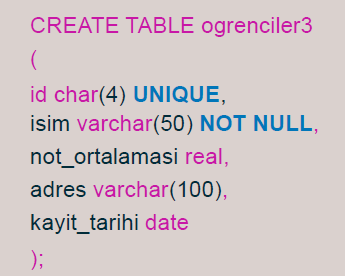 CREATE TABLE ogrenciler3
(
id char(4) UNIQUE,
isim varchar(50) NOT NULL,
not_ortalamasi real,
adres varchar(100),
kayit_tarihi date
);